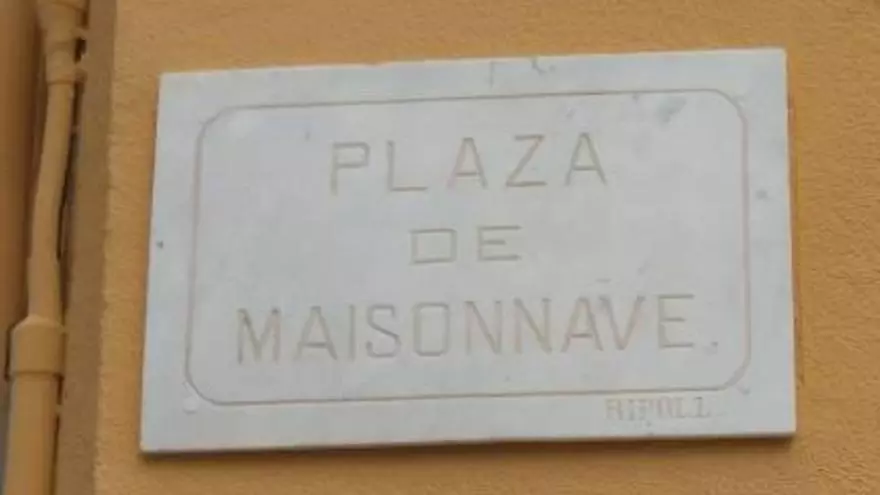 PLAZA
DE
MAISONNAVE.
RIPOLL